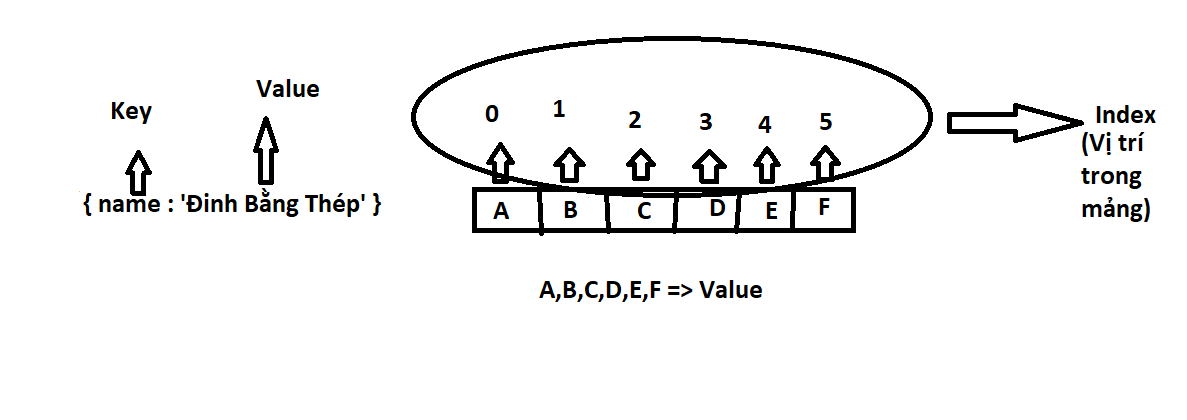 Key
Value
{ name : 'Đinh Bằng Thép' }
0 1 2 3 4 5
A B C D E F
A,B,C,D,E,F => Value
Index
(Vị trí
trong
mảng)